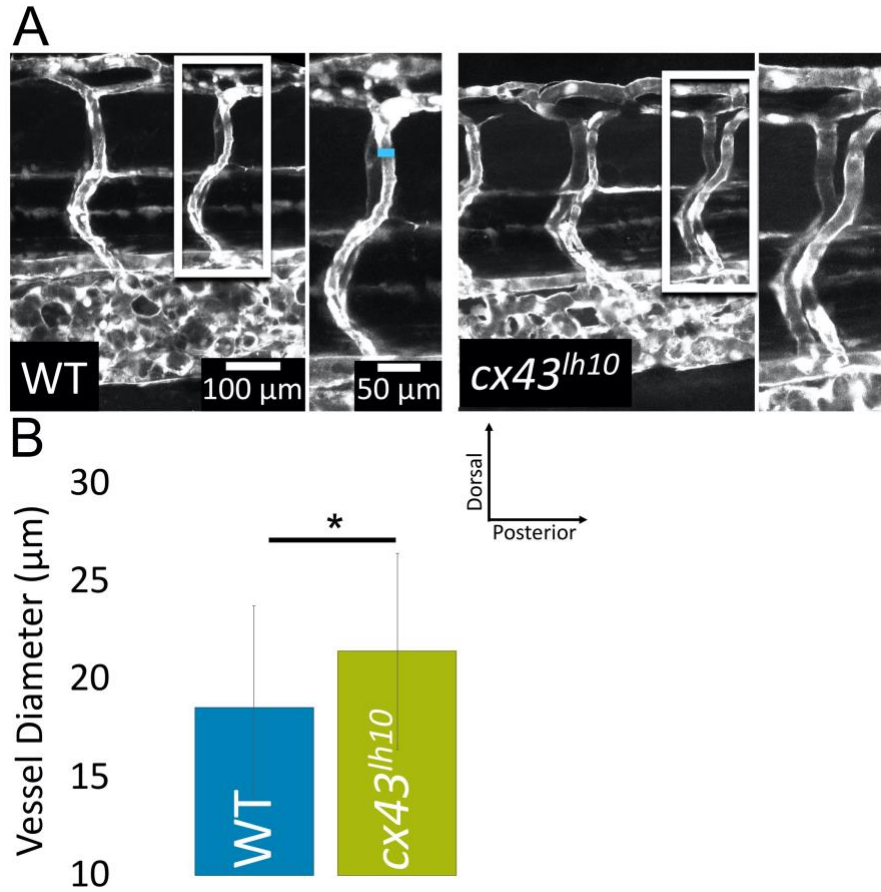 A
WT
100 µm
50 µm
cx43lh10
B
Dorsal
Posterior
Vessel Diameter (µm)
30
25
20
15
10
*
WT
cx43lh10